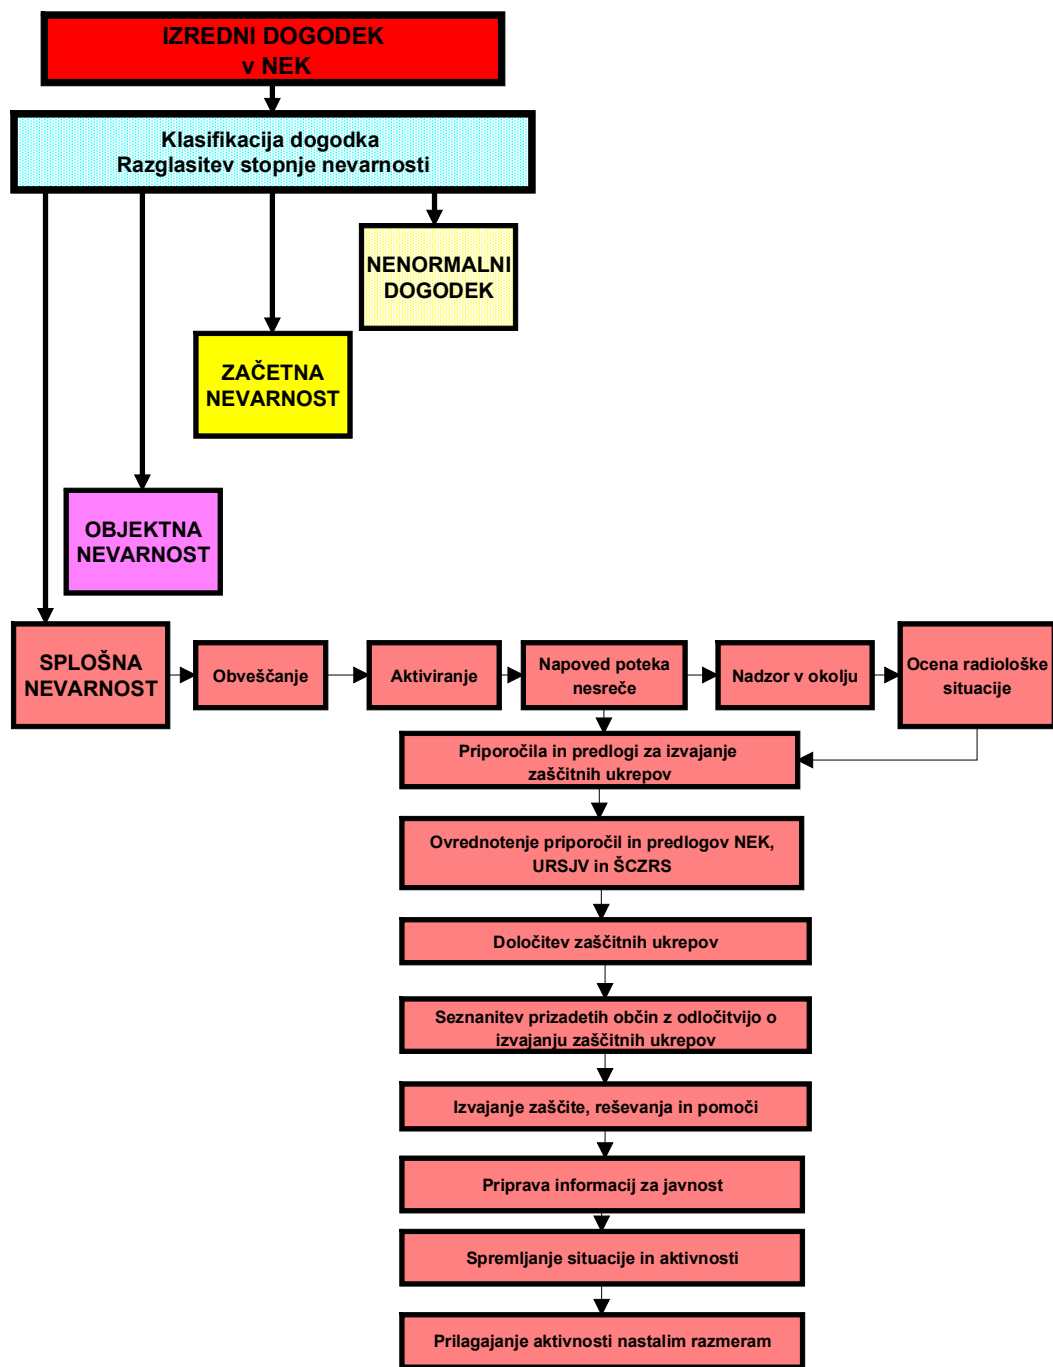 IZREDNI DOGODEK
v NEK
Klasifikacija dogodka
Razglasitev stopnje nevarnosti
NENORMALNI
DOGODEK
ZAČETNA
NEVARNOST
OBJEKTNA
NEVARNOST
SPLOŠNA
NEVARNOST
Obveščanje
Aktiviranje
Napoved poteka
nesreče
Nadzor v okolju
Ocena radiološke
situacije
Priporočila in predlogi za izvajanje
zaščitnih ukrepov
Ovrednotenje priporočil in predlogov NEK,
URSJV in ŠCZRS
Določitev zaščitnih ukrepov
Seznanitev prizadetih občin z odločitvijo o
izvajanju zaščitnih ukrepov
Izvajanje zaščite, reševanja in pomoči
Priprava informacij za javnost
Spremljanje situacije in aktivnosti
Prilagajanje aktivnosti nastalim razmeram